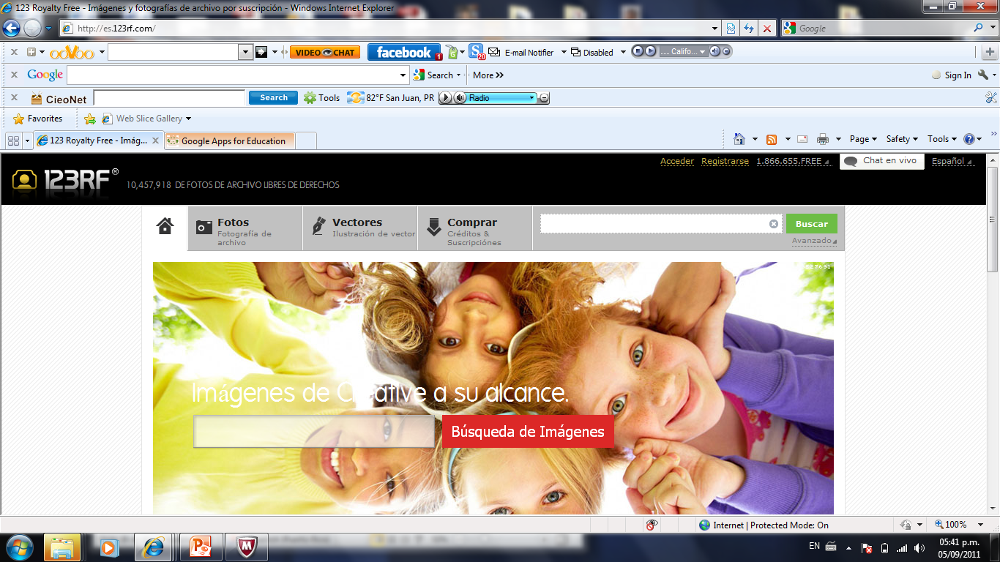 123 Royalty Free - Imágenes y fotografías de archivo por suscripción - Windows Internet Explorer
http://es.123rf.com/
Google
ooVoo
VIDEO CHAT
facebook 1
S 20
E-mail Notifier
Disabled
..... Califo...
Google
Search
More »
Sign In
CieoNet
Search
Tools
82°F San Juan, PR
Radio
Favorites
Web Slice Gallery
123 Royalty Free - Imág...
Google Apps for Education
Page
Safety
Tools
Acceder
Registrarse
1.866.655.FREE
Chat en vivo
Español
123RF®
10,457,918 DE FOTOS DE ARCHIVO LIBRES DE DERECHOS
Fotos
Fotografía de
archivo
Vectores
Ilustración de vector
Comprar
Créditos &
Suscripciónes
Buscar
Avanzado
Imágenes de Creative a su alcance.
Búsqueda de Imágenes
Internet | Protected Mode: On
100%
EN
05:41 p.m.
05/09/2011